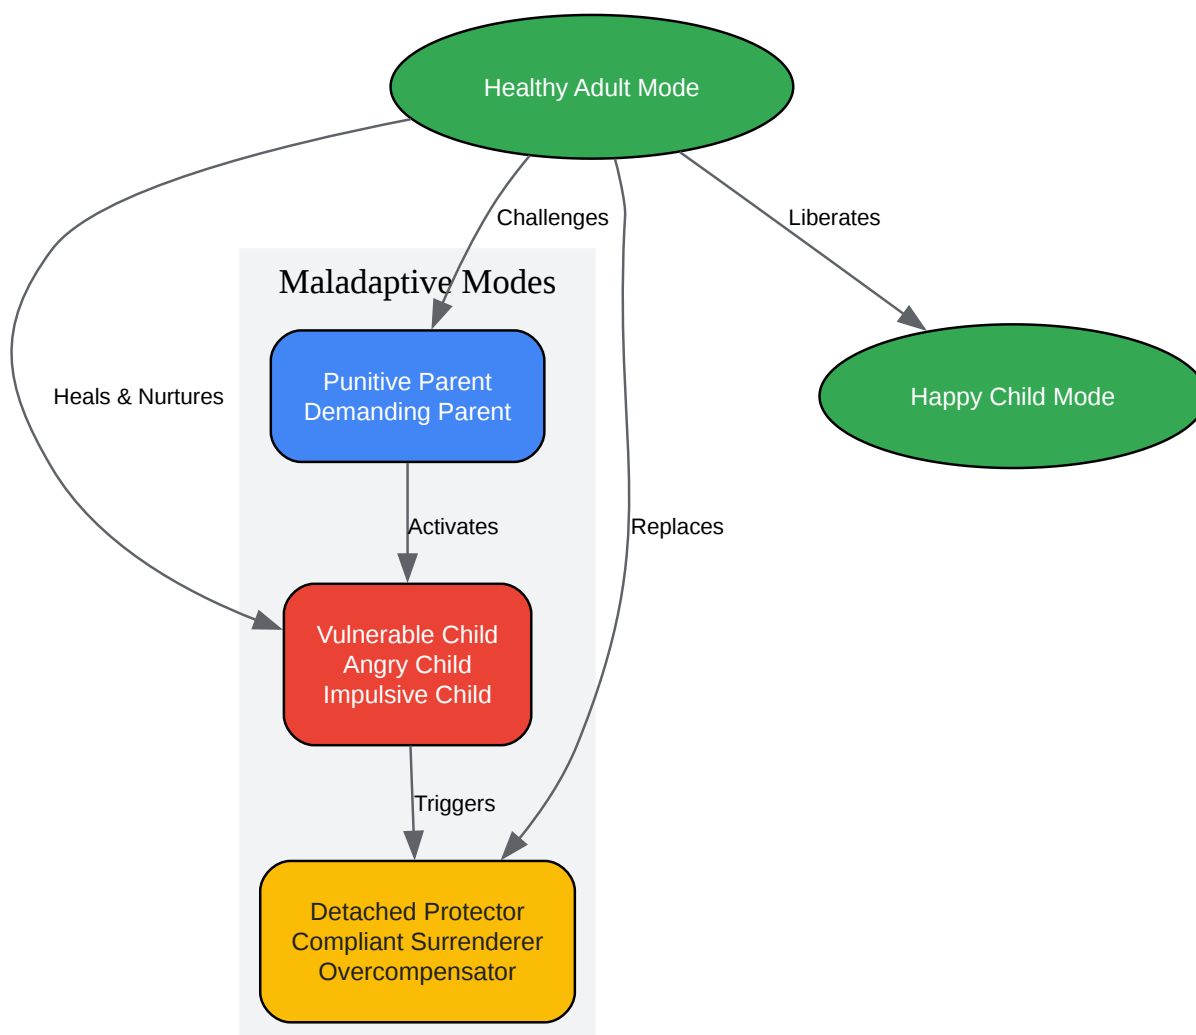 Healthy Adult Mode
Challenges
Liberates
Maladaptive Modes
Punitive Parent
Demanding Parent
Heals & Nurtures
Happy Child Mode
Activates
Replaces
Vulnerable Child
Angry Child
Impulsive Child
Triggers
Detached Protector
Compliant Surrenderer
Overcompensator